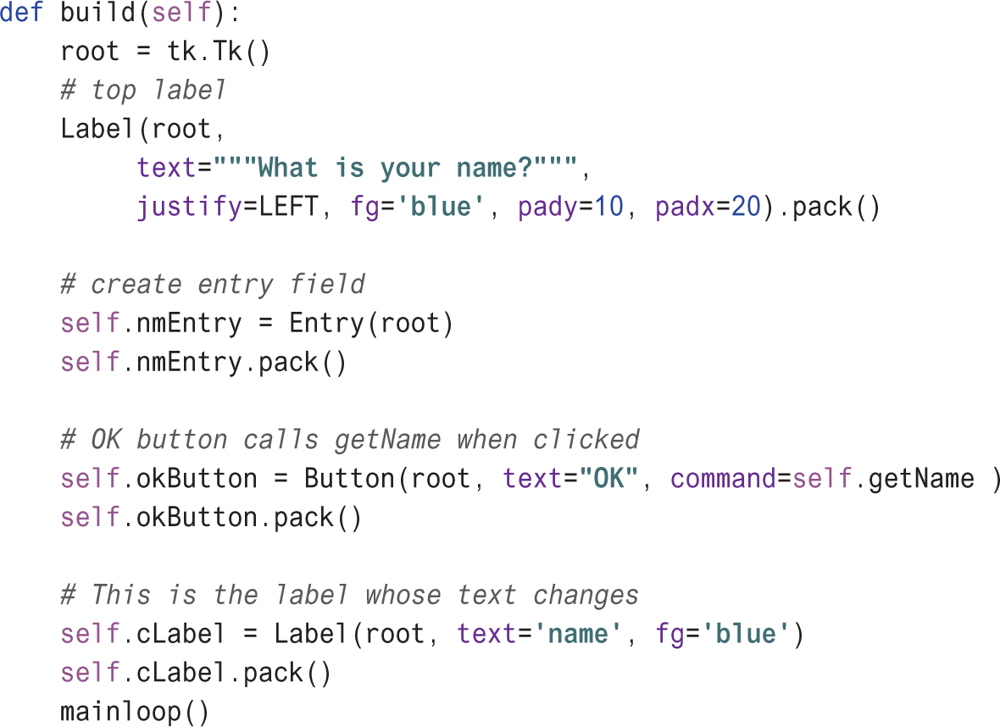 def build(self):
    root = tk.Tk()
    # top label
    Label(root,
         text="""What is your name?""",
         justify=LEFT, fg='blue', pady=10, padx=20).pack()

    # create entry field
    self.nmEntry = Entry(root)
    self.nmEntry.pack()

    # OK button calls getName when clicked
    self.okButton = Button(root, text="OK", command=self.getName )
    self.okButton.pack()

    # This is the label whose text changes
    self.cLabel = Label(root, text='name', fg='blue')
    self.cLabel.pack()
    mainloop()